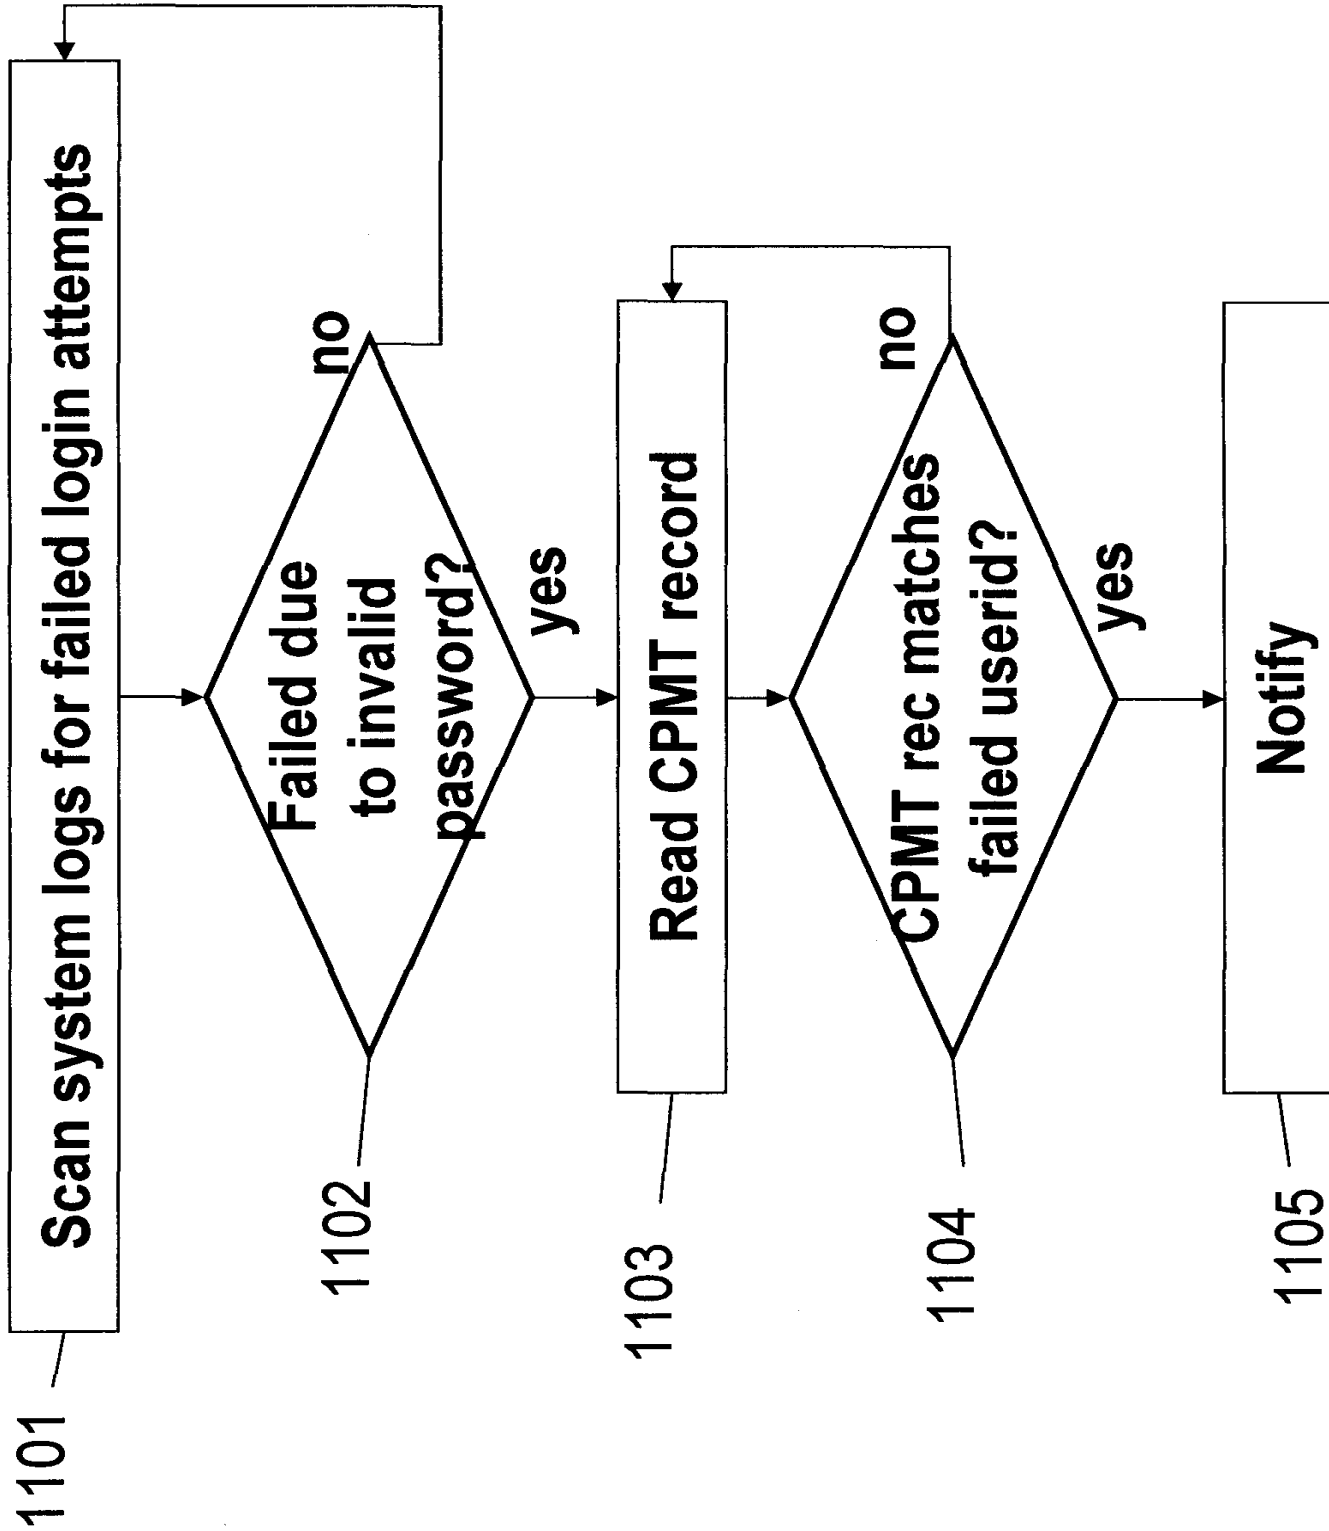 1101
Scan system logs for failed login attempts
1102
Failed due
to invalid
password?
no
yes
1103
Read CPMT record
1104
CPMT rec matches
failed userid?
no
yes
1105
Notify